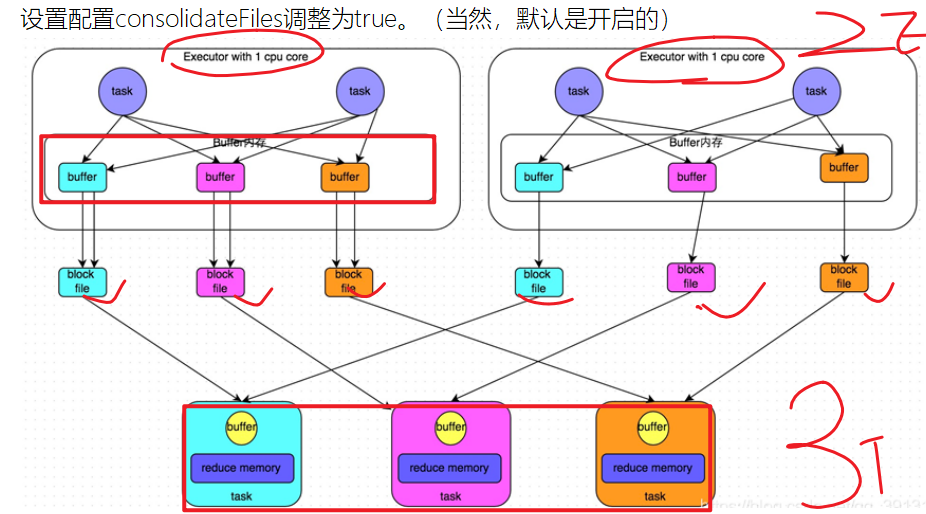 设置配置consolidateFiles调整为true。（当然，默认是开启的）
Executor with 1 cpu core
Executor with 1 cpu core
task
task
task
task
Buffer内存
Buffer内存
buffer
buffer
buffer
buffer
buffer
buffer
block
file
block
file
block
file
block
file
block
file
block
file
buffer
buffer
buffer
reduce memory
reduce memory
reduce memory
task
task
task
3T